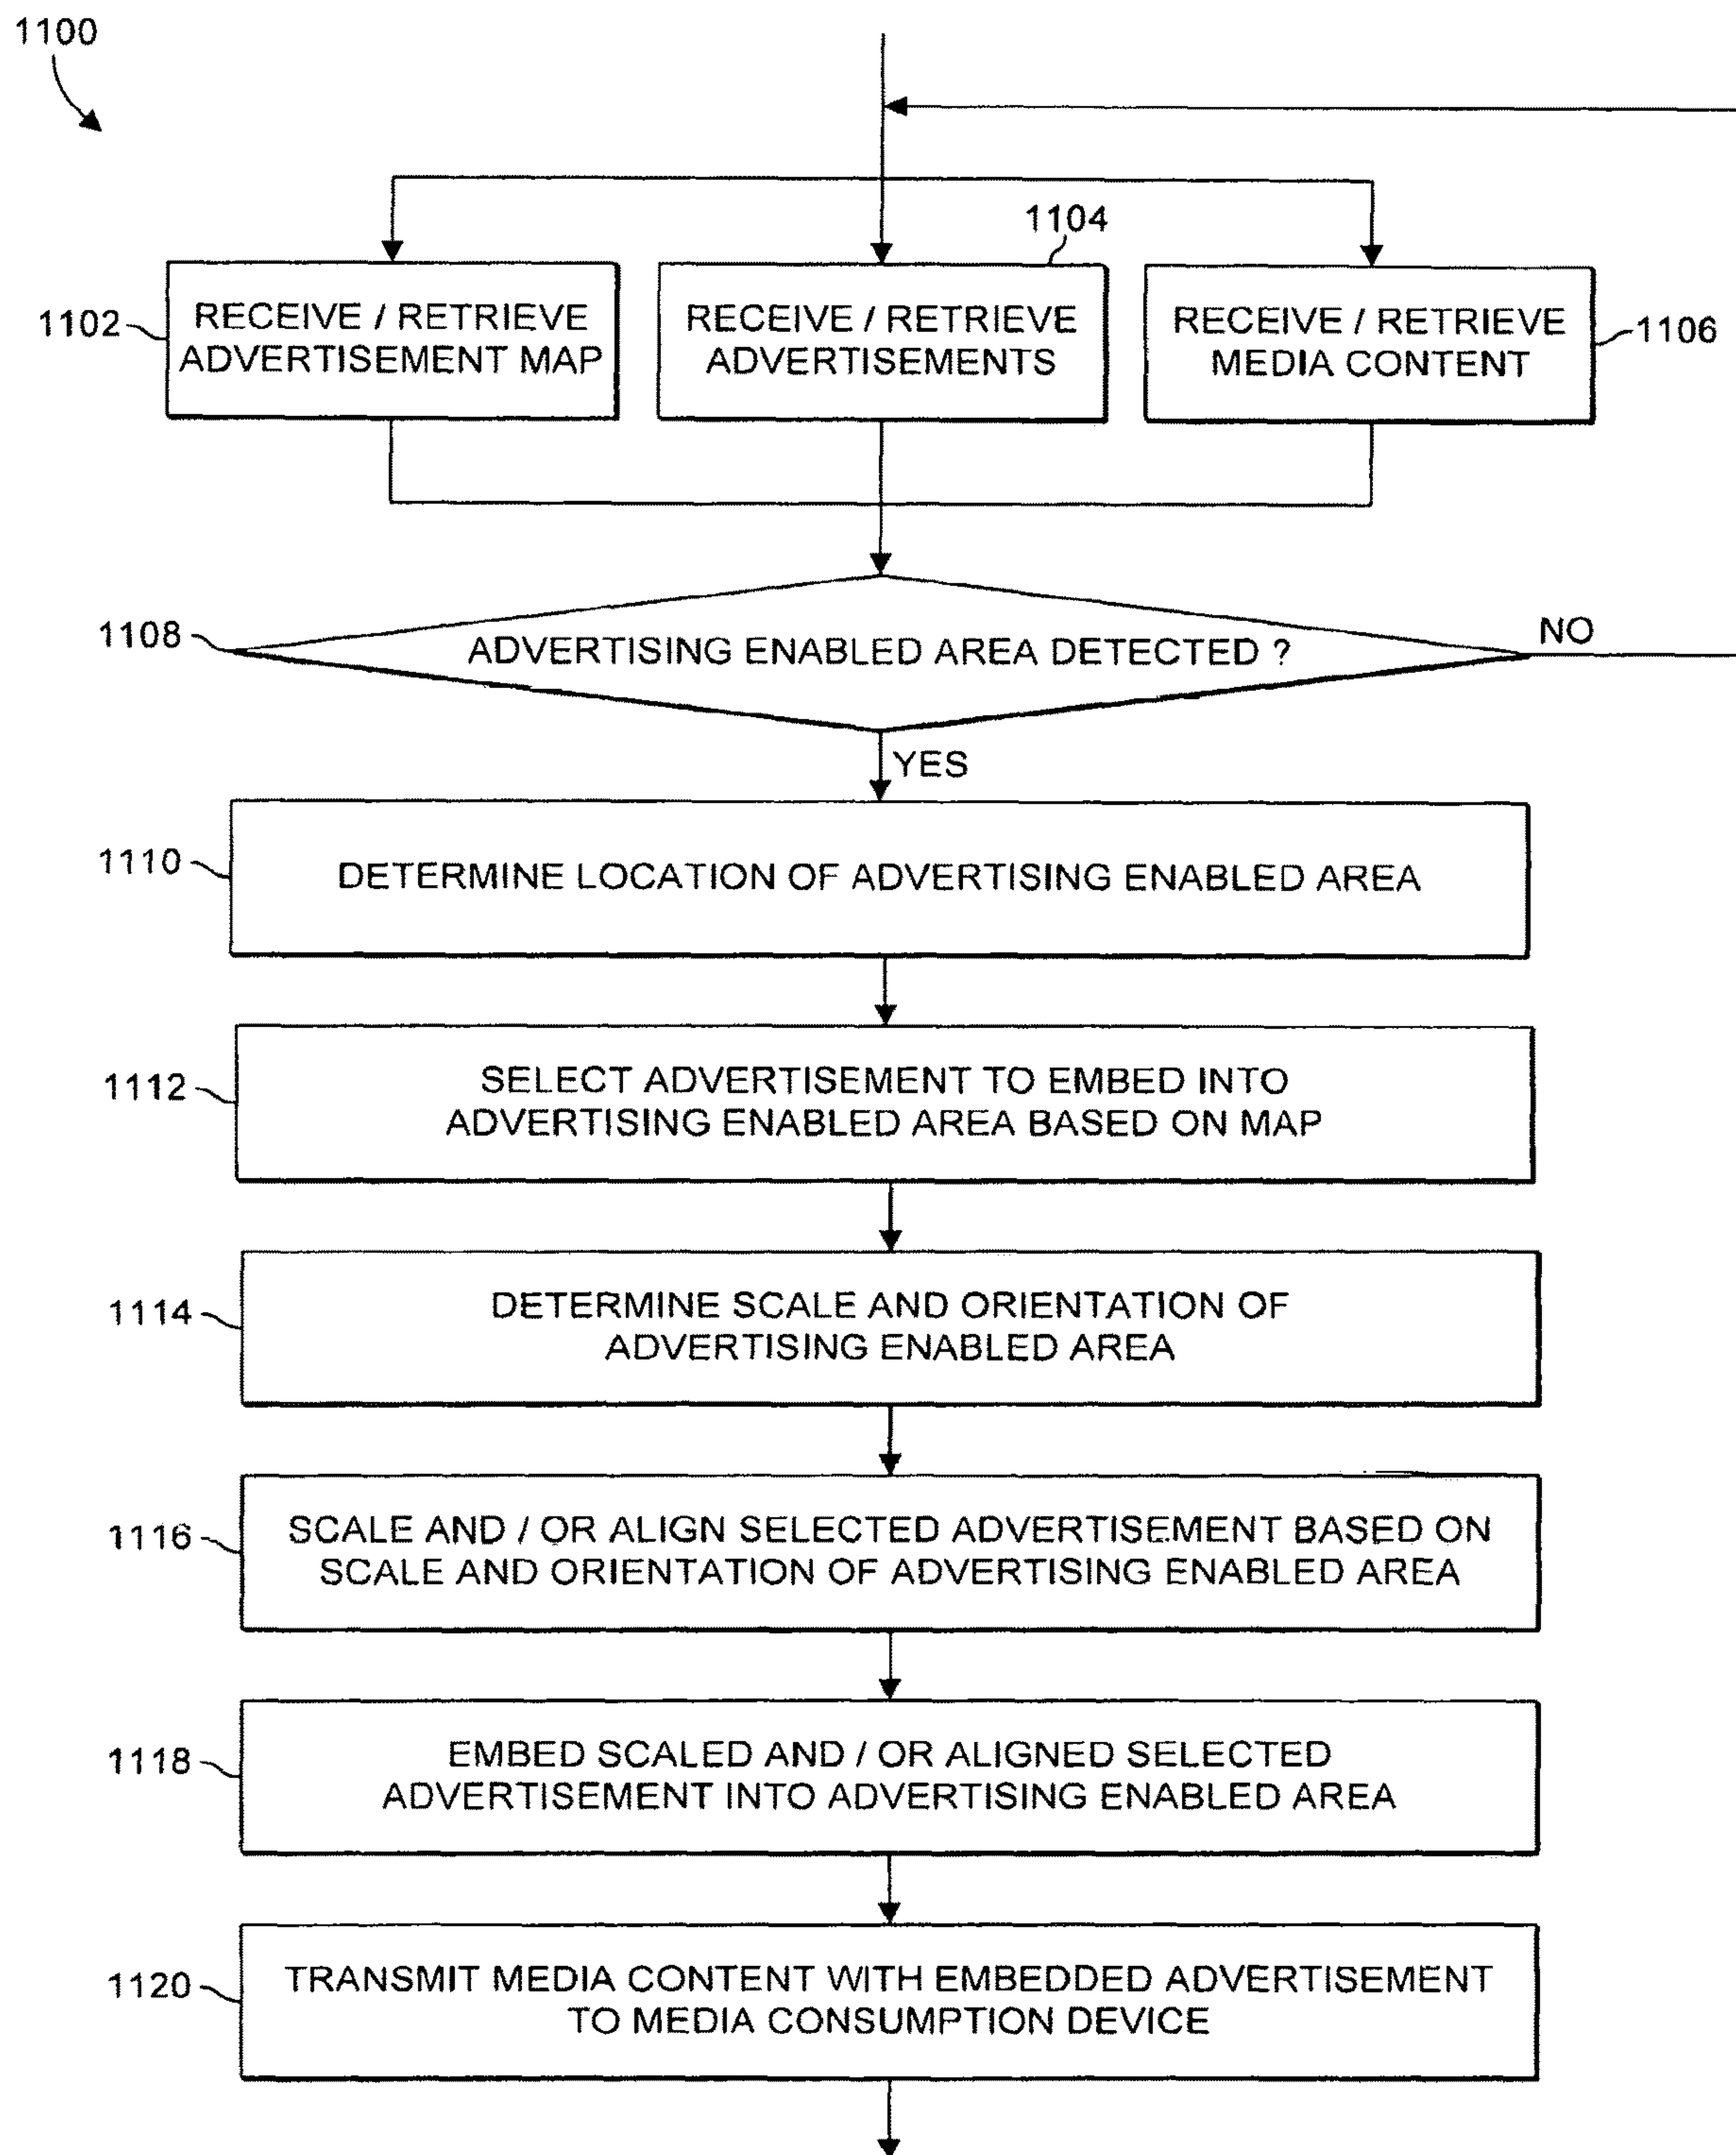 1100
1104
1102
RECEIVE / RETRIEVE
ADVERTISEMENT MAP
RECEIVE / RETRIEVE
ADVERTISEMENTS
RECEIVE / RETRIEVE
MEDIA CONTENT
1106
1108
ADVERTISING ENABLED AREA DETECTED ?
NO
YES
1110
DETERMINE LOCATION OF ADVERTISING ENABLED AREA
1112
SELECT ADVERTISEMENT TO EMBED INTO
ADVERTISING ENABLED AREA BASED ON MAP
1114
DETERMINE SCALE AND ORIENTATION OF
ADVERTISING ENABLED AREA
1116
SCALE AND / OR ALIGN SELECTED ADVERTISEMENT BASED ON
SCALE AND ORIENTATION OF ADVERTISING ENABLED AREA
1118
EMBED SCALED AND / OR ALIGNED SELECTED
ADVERTISEMENT INTO ADVERTISING ENABLED AREA
1120
TRANSMIT MEDIA CONTENT WITH EMBEDDED ADVERTISEMENT
TO MEDIA CONSUMPTION DEVICE